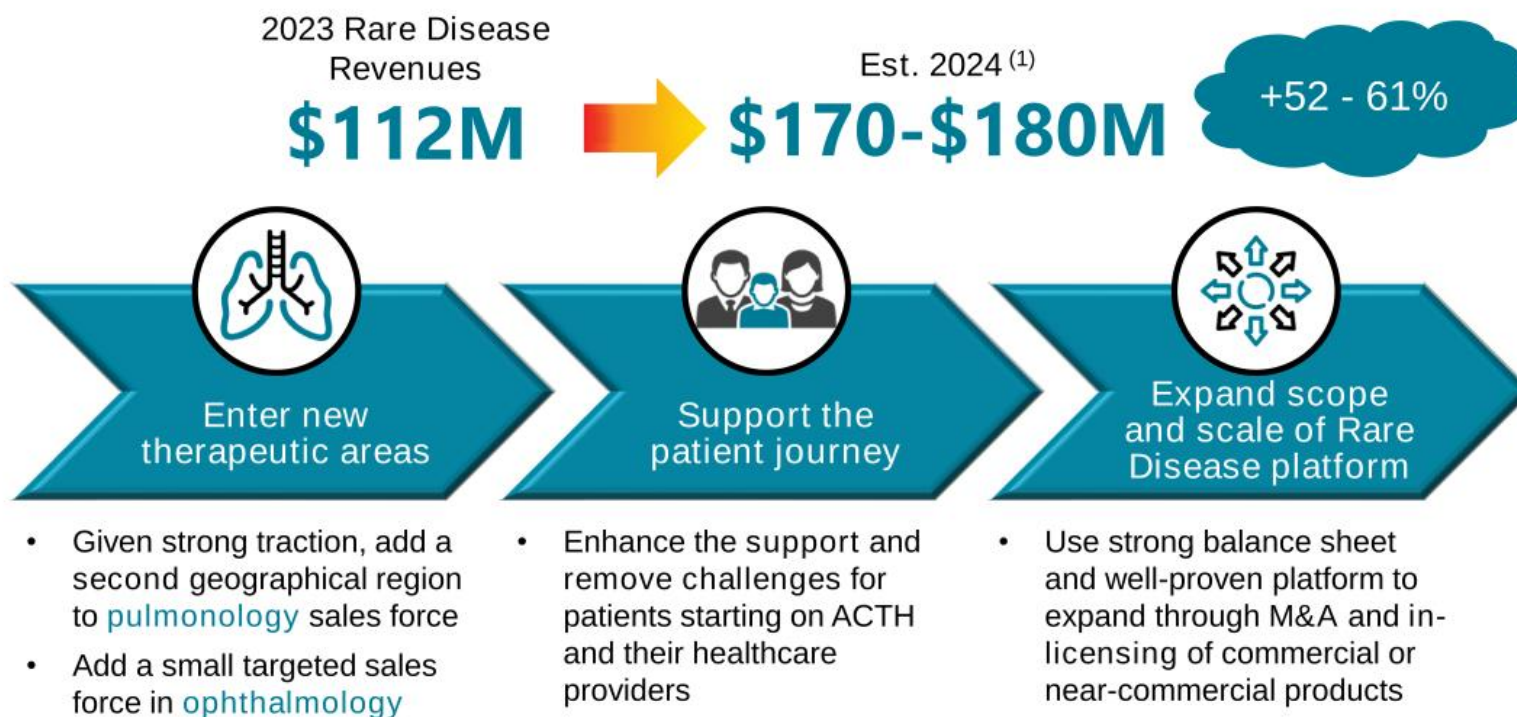 2023 Rare Disease
Revenues
$112M
Est. 2024 (1)
$170-$180M
+52 - 61%
Enter new
therapeutic areas
Support the
patient journey
Expand scope
and scale of Rare
Disease platform
• Given strong traction, add a
second geographical region
to pulmonology sales force
• Add a small targeted sales
force in ophthalmology
• Enhance the support and
remove challenges for
patients starting on ACTH
and their healthcare
providers
• Use strong balance sheet
and well-proven platform to
expand through M&A and in-
licensing of commercial or
near-commercial products